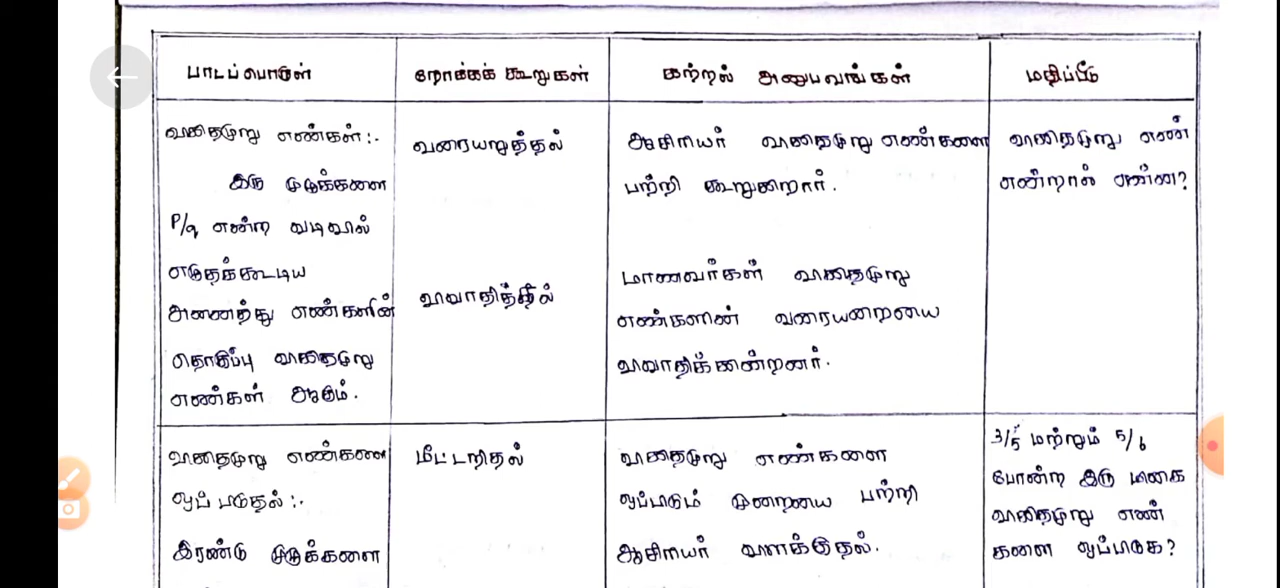 பாடப்பொருள்
நோக்கக் கூறுகள்
கற்றல் அனுபவங்கள்
மதிப்பீடு
விகிதமுறு எண்கள்:-
இரு முழுக்களை
P/q என்ற வடிவில்
எழுதக்கூடிய
அனைத்து எண்களின்
தொகுப்பு விகிதமுறு
எண்கள் ஆகும்.
வரையறுத்தல்
விவாதித்தல்
ஆசிரியர் விகிதமுறு எண்களை
பற்றி கூறுகிறார்.
மாணவர்கள் விகிதமுறு
எண்களின் வரையறையை
விவாதிக்கின்றனர்.
விகிதமுறு எண்
என்றால் என்ன?
விகிதமுறு எண்களை
ஒப்பிடுதல்:-
இரண்டு முழுக்களை
மீட்டறிதல்
விகிதமுறு எண்களை
ஒப்பிடும் முறையை பற்றி
ஆசிரியர் விளக்குதல்.
3/5 மற்றும் 5/6
போன்ற இரு மிகை
விகிதமுறு எண்
களை ஒப்பிடுக?